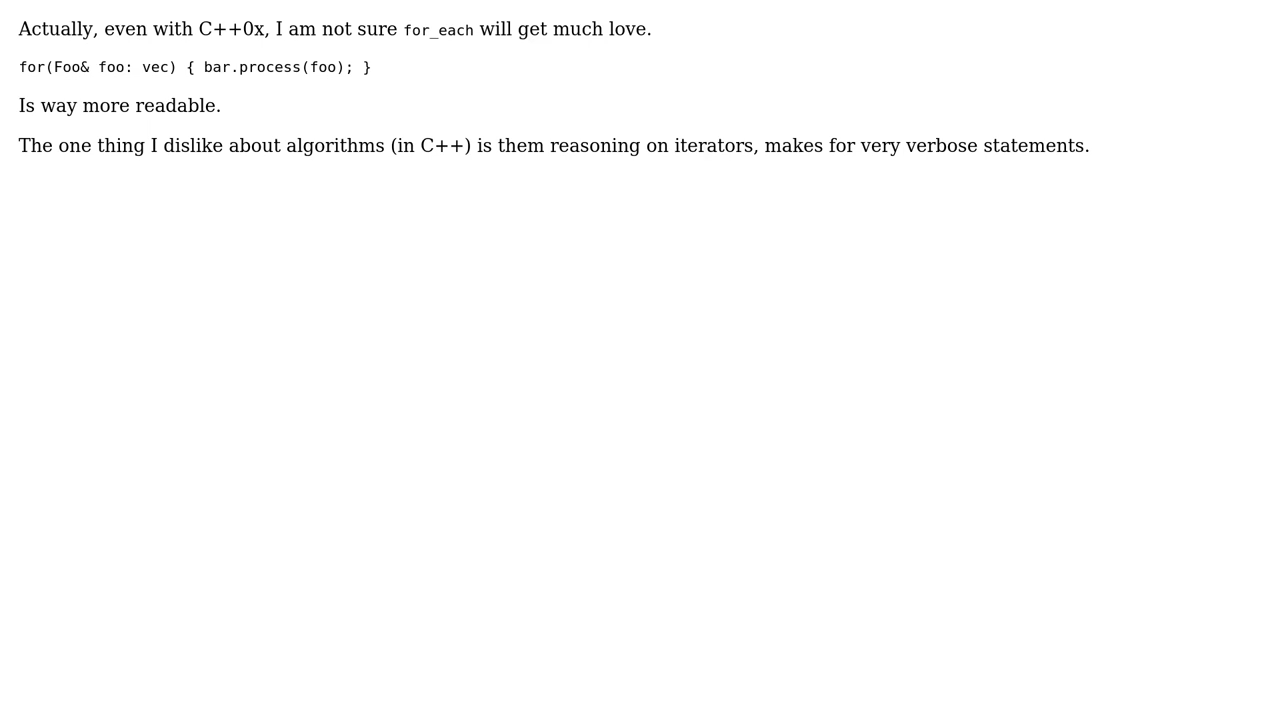 Actually, even with C++0x, I am not sure for_each will get much love.
for(Foo& foo: vec) { bar.process(foo); }
Is way more readable.
The one thing I dislike about algorithms (in C++) is them reasoning on iterators, makes for very verbose statements.